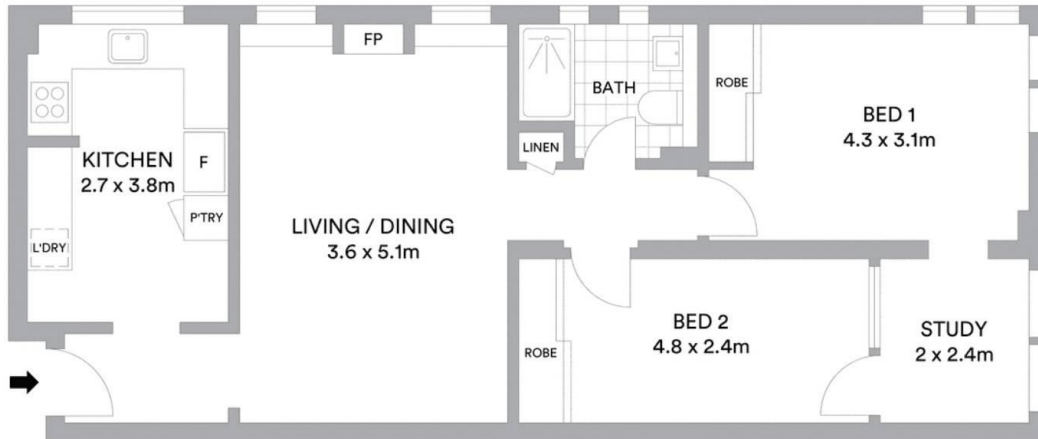 FP
BATH
ROBE
BED 1
4.3 x 3.1m
LINEN
KITCHEN
2.7 x 3.8m
F
P'TRY
L'DRY
LIVING / DINING
3.6 x 5.1m
ROBE
BED 2
4.8 x 2.4m
STUDY
2 x 2.4m